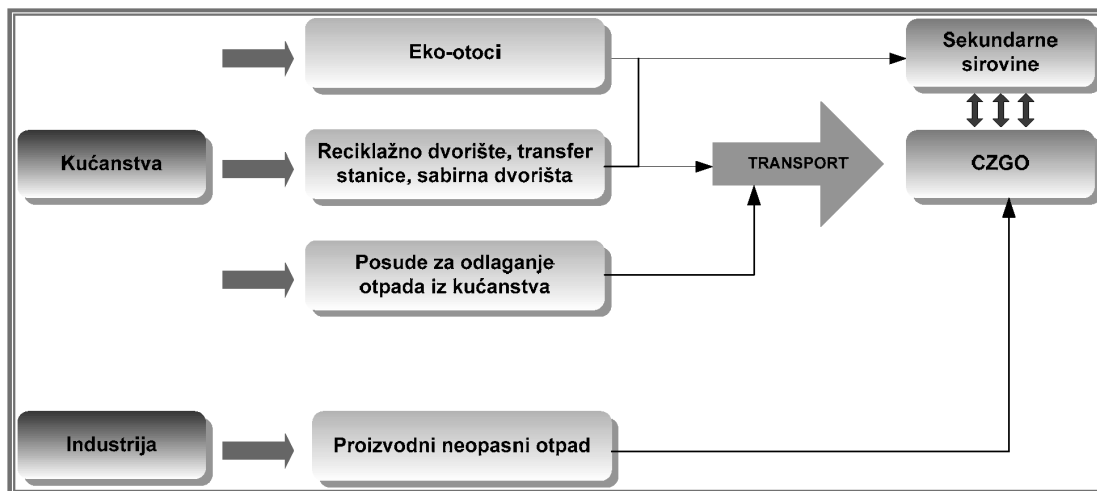 Eko-otoci
Sekundarne
sirovine
Kućanstva
Reciklažno dvorište, transfer
stanice, sabirna dvorišta
TRANSPORT
CZGO
Posude za odlaganje
otpada iz kućanstva
Industrija
Proizvodni neopasni otpad